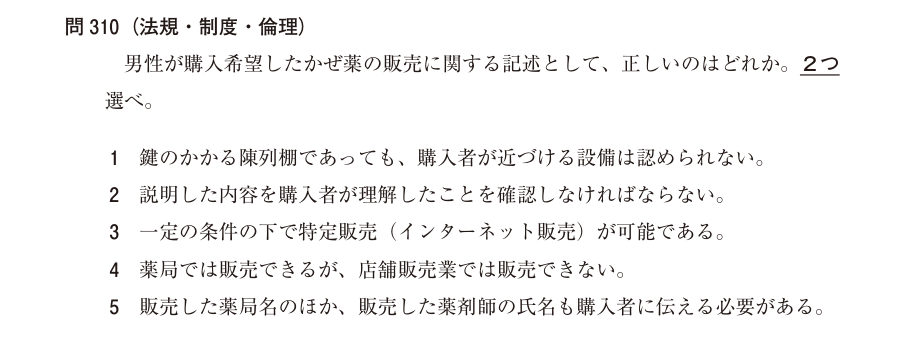 問 310（法規・制度・倫理）
男性が購入希望したかぜ薬の販売に関する記述として、正しいのはどれか。２つ
選べ。
1 鍵のかかる陳列棚であっても、購入者が近づける設備は認められない。
2 説明した内容を購入者が理解したことを確認しなければならない。
3 一定の条件の下で特定販売（インターネット販売）が可能である。
4 薬局では販売できるが、店舗販売業では販売できない。
5 販売した薬局名のほか、販売した薬剤師の氏名も購入者に伝える必要がある。